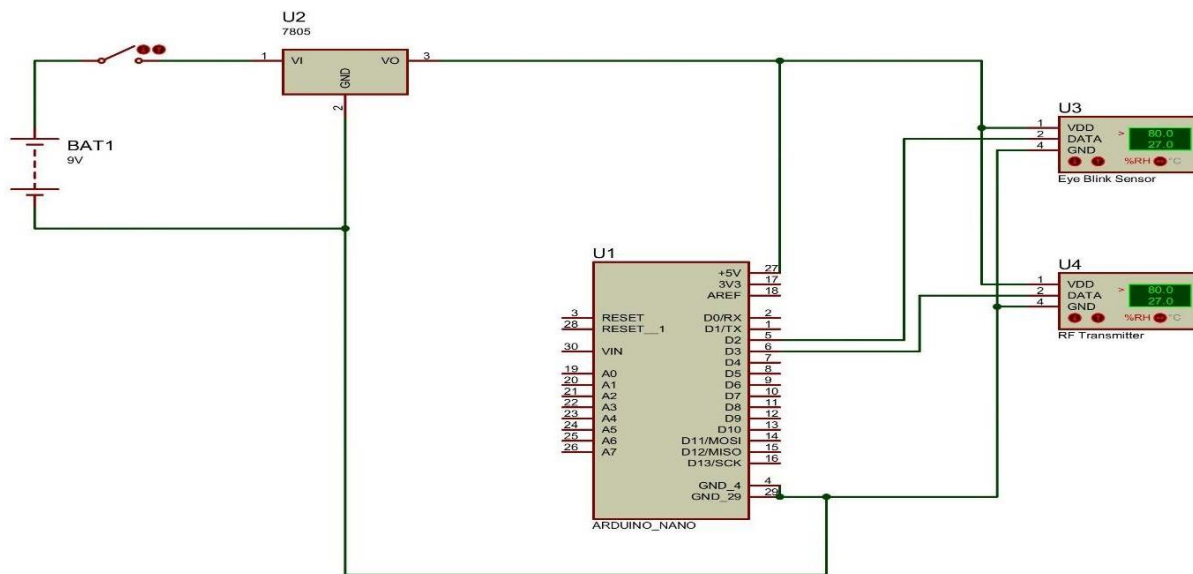 U2
7805
1
VI
VO
3
GND
2
BAT1
9V
U3
1
VDD
2
DATA
4
GND
>
80.0
27.0
%RH
°C
Eye Blink Sensor
U4
1
VDD
2
DATA
4
GND
>
80.0
27.0
%RH
°C
RF Transmitter
U1
+5V 27
3V3 17
AREF 18
3 RESET D0/RX 2
28 RESET__1 D1/TX 1
D2 5
30 VIN D3 6
D4 7
19 A0 D5 8
20 A1 D6 9
21 A2 D7 10
22 A3 D8 11
23 A4 D9 12
24 A5 D10 13
25 A6 D11/MOSI 14
26 A7 D12/MISO 15
D13/SCK 16
GND_4 4
GND_29 29
ARDUINO_NANO